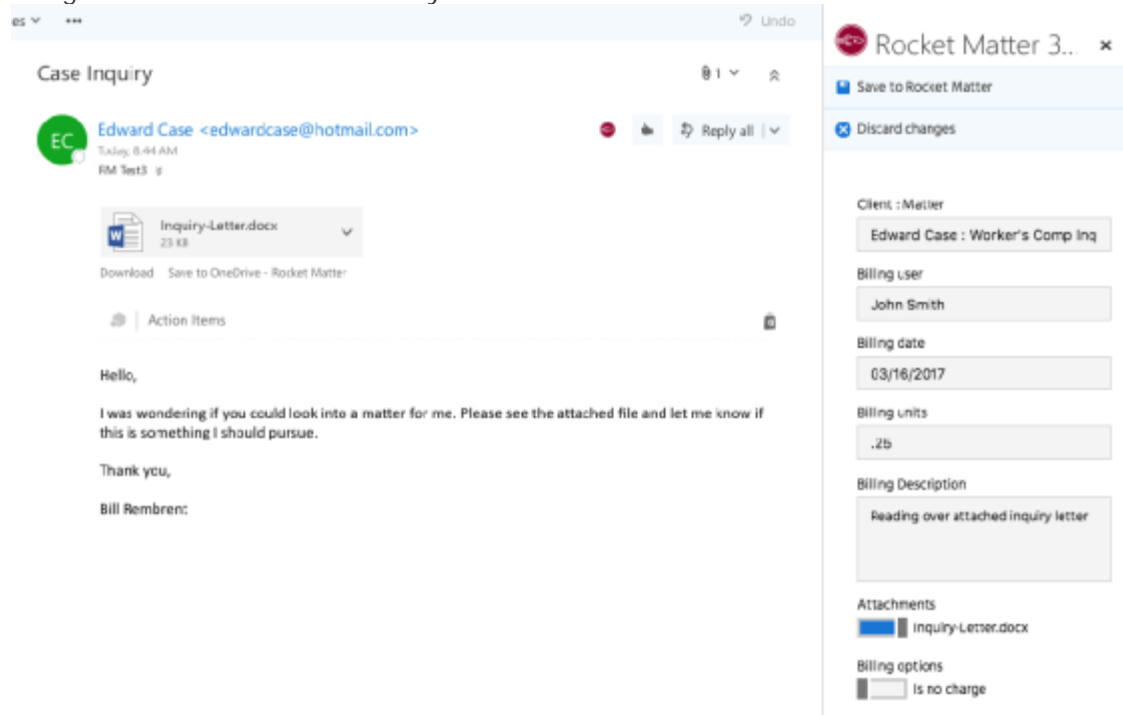 es
Undo
Case Inquiry
1
EC
Edward Case <edwardcase@hotmail.com>
Reply all
Today, 8:44 AM
RM Test3
Inquiry-Letter.docx
23 KB
Download Save to OneDrive - Rocket Matter
Action Items
Hello,
I was wondering if you could look into a matter for me. Please see the attached file and let me know if
this is something I should pursue.
Thank you,
Bill
Rocket Matter 3...
Save to Rocket Matter
Discard changes
Client : Matter
Edward Case : Worker's Comp Inq
Billing user
John Smith
Billing date
03/16/2017
Billing units
.25
Billing Description
Reading over attached inquiry letter
Attachments
Inquiry-Letter.docx
Billing options
Is no charge